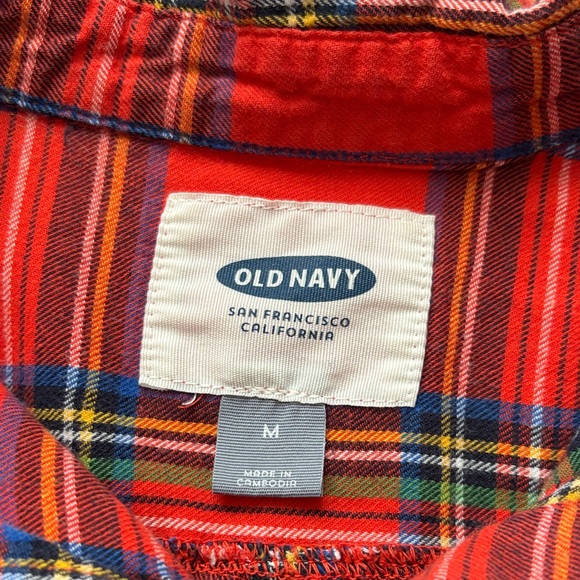 OLD NAVY
SAN FRANCISCO
CALIFORNIA
M
MADE IN
CAMBODIA